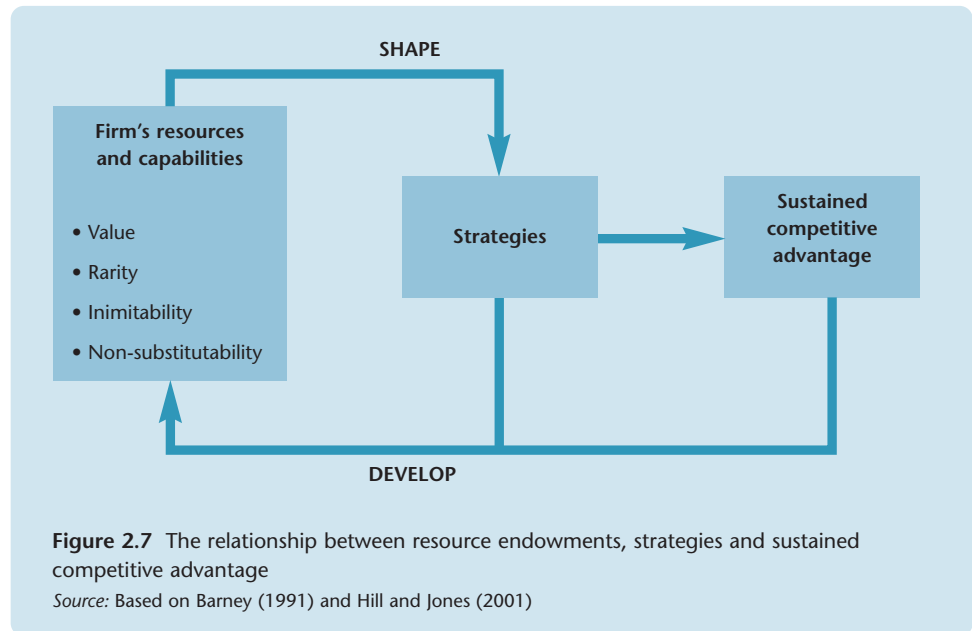 SHAPE
Firm's resources
and capabilities
• Value
• Rarity
• Inimitability
• Non-substitutability
Strategies
Sustained
competitive
advantage
DEVELOP
Figure 2.7 The relationship between resource endowments, strategies and sustained
competitive advantage
Source: Based on Barney (1991) and Hill and Jones (2001)